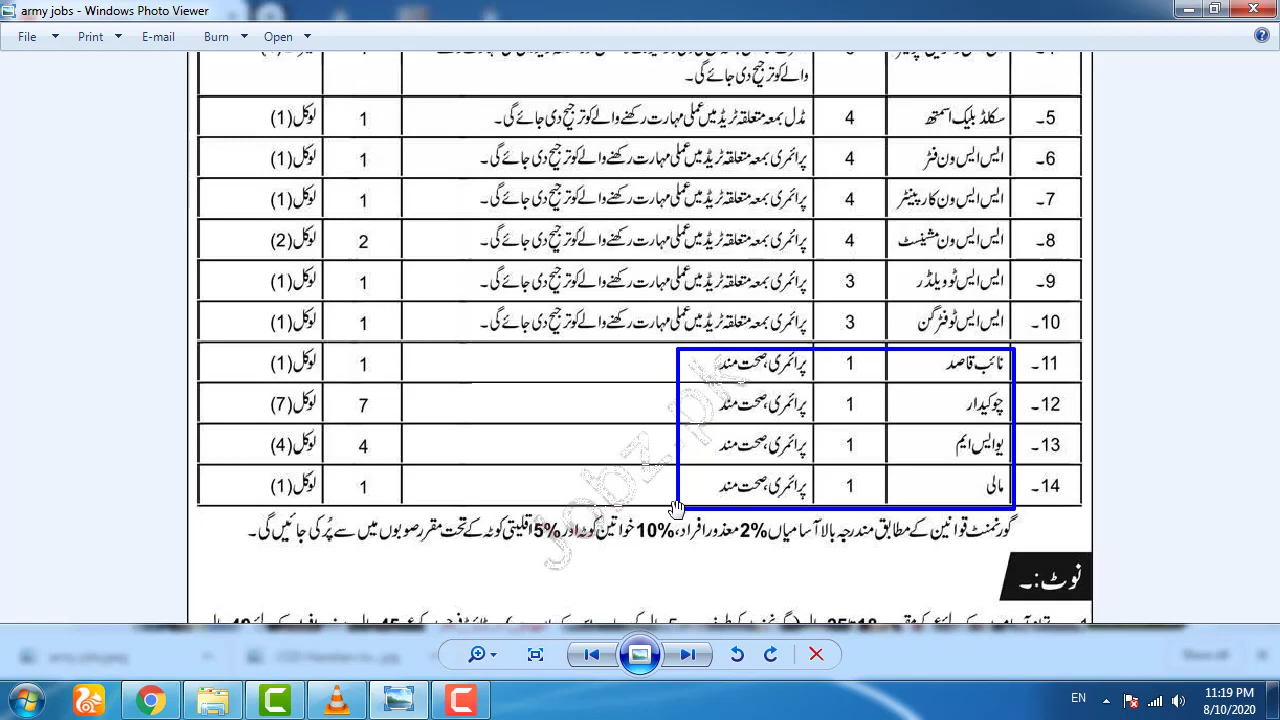 army jobs - Windows Photo Viewer
File Print E-mail Burn Open
والے کو ترجیح دی جائے گی۔
5۔ سکلڈ بلیک اسمتھ 4 مڈل بمعہ متعلقہ ٹریڈ میں عملی مہارت رکھنے والے کو ترجیح دی جائے گی۔ 1 لوکل (1)
6۔ ایس ایس ون فٹر 4 پرائمری بمعہ متعلقہ ٹریڈ میں عملی مہارت رکھنے والے کو ترجیح دی جائے گی۔ 1 لوکل (1)
7۔ ایس ایس ون کارپینٹر 4 پرائمری بمعہ متعلقہ ٹریڈ میں عملی مہارت رکھنے والے کو ترجیح دی جائے گی۔ 1 لوکل (1)
8۔ ایس ایس ون مشینسٹ 4 پرائمری بمعہ متعلقہ ٹریڈ میں عملی مہارت رکھنے والے کو ترجیح دی جائے گی۔ 2 لوکل (2)
9۔ ایس ایس ٹو ویلڈر 3 پرائمری بمعہ متعلقہ ٹریڈ میں عملی مہارت رکھنے والے کو ترجیح دی جائے گی۔ 1 لوکل (1)
10۔ ایس ایس ٹو فٹر گن 3 پرائمری بمعہ متعلقہ ٹریڈ میں عملی مہارت رکھنے والے کو ترجیح دی جائے گی۔ 1 لوکل (1)
11۔ نائب قاصد 1 پرائمری، صحت مند 1 لوکل (1)
12۔ چوکیدار 1 پرائمری، صحت مند 7 لوکل (7)
13۔ یو ایس ایم 1 پرائمری، صحت مند 4 لوکل (4)
14۔ مالی 1 پرائمری، صحت مند 1 لوکل (1)
jobz.pk
گورنمنٹ قوانین کے مطابق مندرجہ بالا آسامیاں 2% معذور افراد، 10% خواتین کوٹہ اور 5% اقلیتی کوٹہ کے تحت مقرر صوبوں میں سے پُر کی جائیں گی۔
نوٹ:۔
EN
11:19 PM
8/10/2020